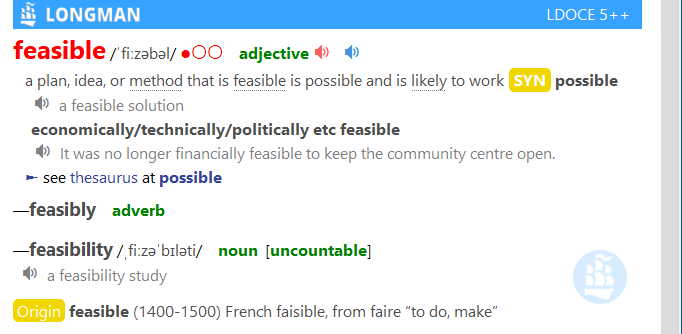 LONGMAN LDOCE 5++
feasible /ˈfiːzəbəl/ ●○○ adjective
a plan, idea, or method that is feasible is possible and is likely to work SYN possible
a feasible solution
economically/technically/politically etc feasible
It was no longer financially feasible to keep the community centre open.
see thesaurus at possible
—feasibly adverb
—feasibility /ˌfiːzəˈbɪləti/ noun [uncountable]
a feasibility study
Origin feasible (1400-1500) French faisible, from faire “to do, make”